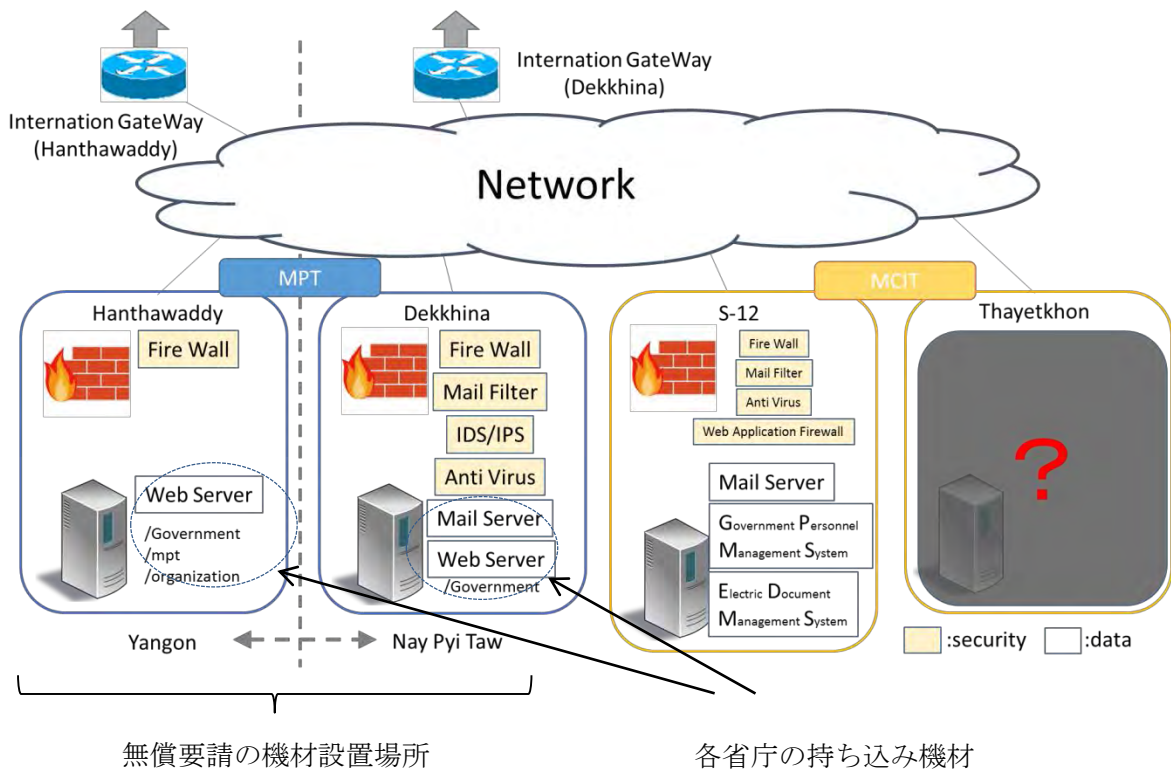 Internation GateWay
(Hanthawaddy)
Internation GateWay
(Dekkhina)
Network
MPT
MCIT
Hanthawaddy
Fire Wall
Web Server
/Government
/mpt
/organization
Dekkhina
Fire Wall
Mail Filter
IDS/IPS
Anti Virus
Mail Server
Web Server
/Government
S-12
Fire Wall
Mail Filter
Anti Virus
Web Application Firewall
Mail Server
Government Personnel
Management System
Electric Document
Management System
Thayetkhon
?
Yangon
Nay Pyi Taw
:security
:data
無償要請の機材設置場所
各省庁の持ち込み機材